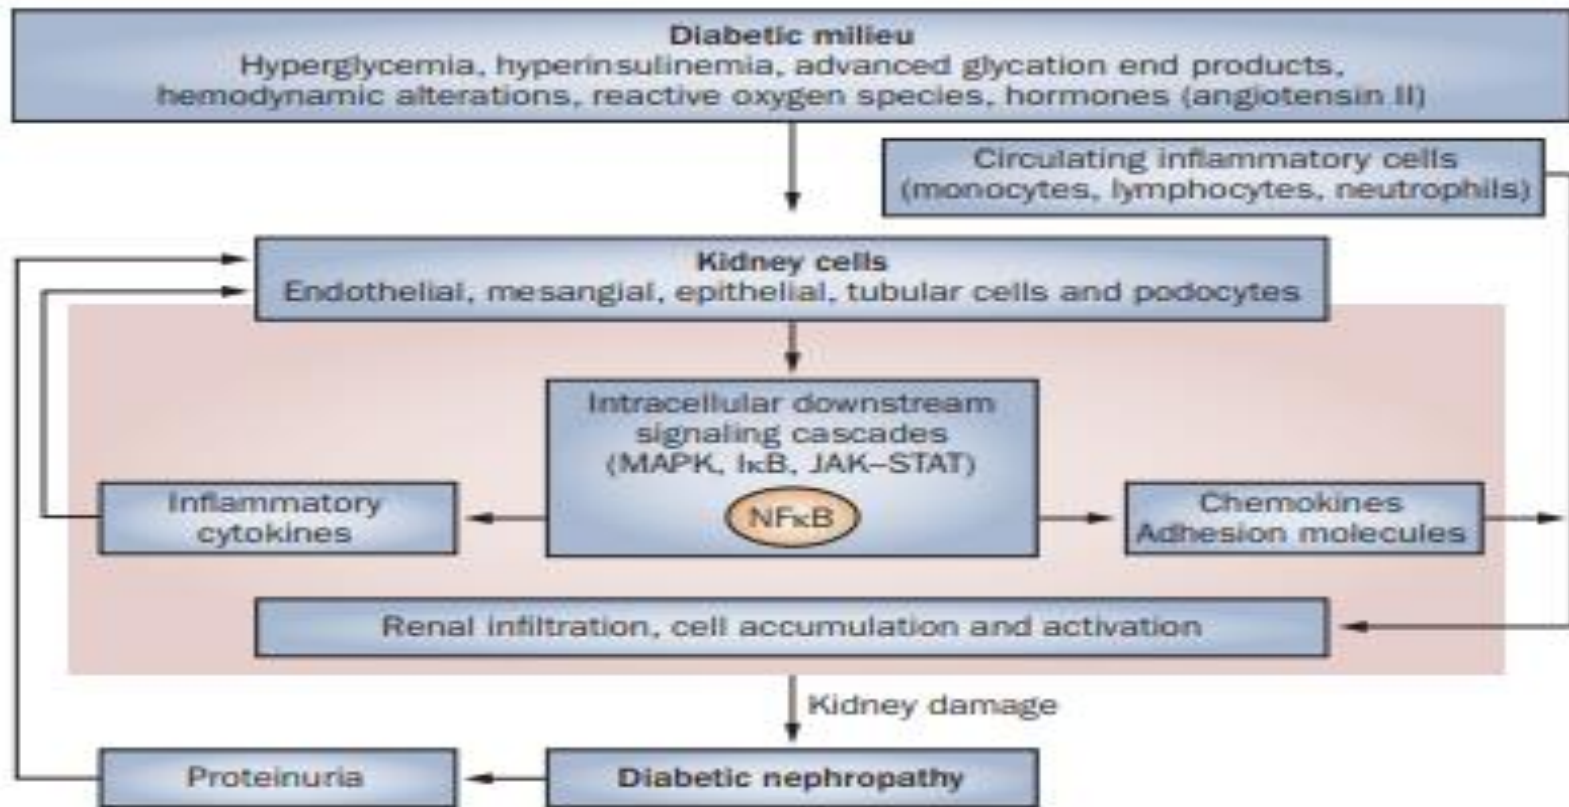 Diabetic milieu
Hyperglycemia, hyperinsulinemia, advanced glycation end products,
hemodynamic alterations, reactive oxygen species, hormones (angiotensin II)
Circulating inflammatory cells
(monocytes, lymphocytes, neutrophils)
Kidney cells
Endothelial, mesangial, epithelial, tubular cells and podocytes
Intracellular downstream
signaling cascades
(MAPK, IκB, JAK–STAT)
NFκB
Inflammatory
cytokines
Chemokines
Adhesion molecules
Renal infiltration, cell accumulation and activation
Kidney damage
Proteinuria
Diabetic nephropathy